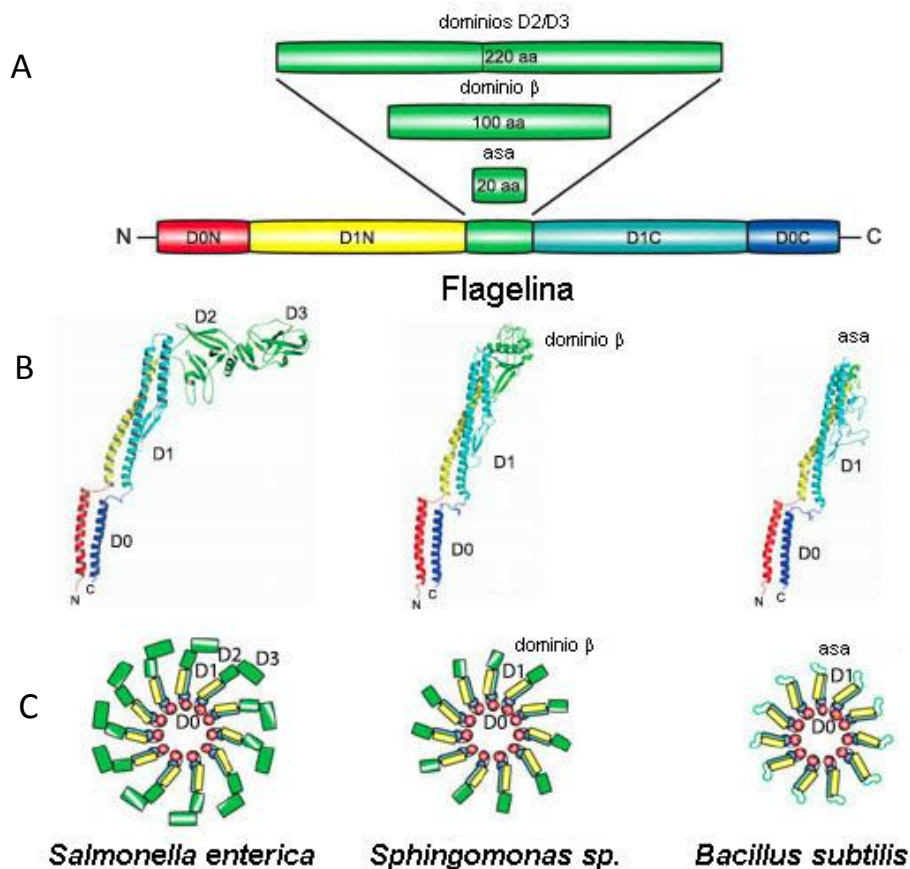 A
dominios D2/D3
220 aa
dominio β
100 aa
asa
20 aa
N D0N D1N D1C D0C C
Flagelina
B
D2 D3
D1
D0
N C
dominio β
D1
D0
N C
asa
D1
D0
N C
C
D2 D3
D1
D0
dominio β
D1
D0
asa
D1
D0
Salmonella enterica Sphingomonas sp. Bacillus subtilis